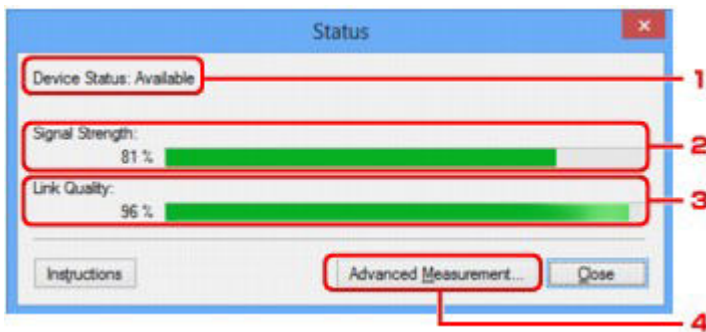 Status
Device Status: Available
1
Signal Strength:
81 %
2
Link Quality:
96 %
3
Instructions
Advanced Measurement...
Close
4